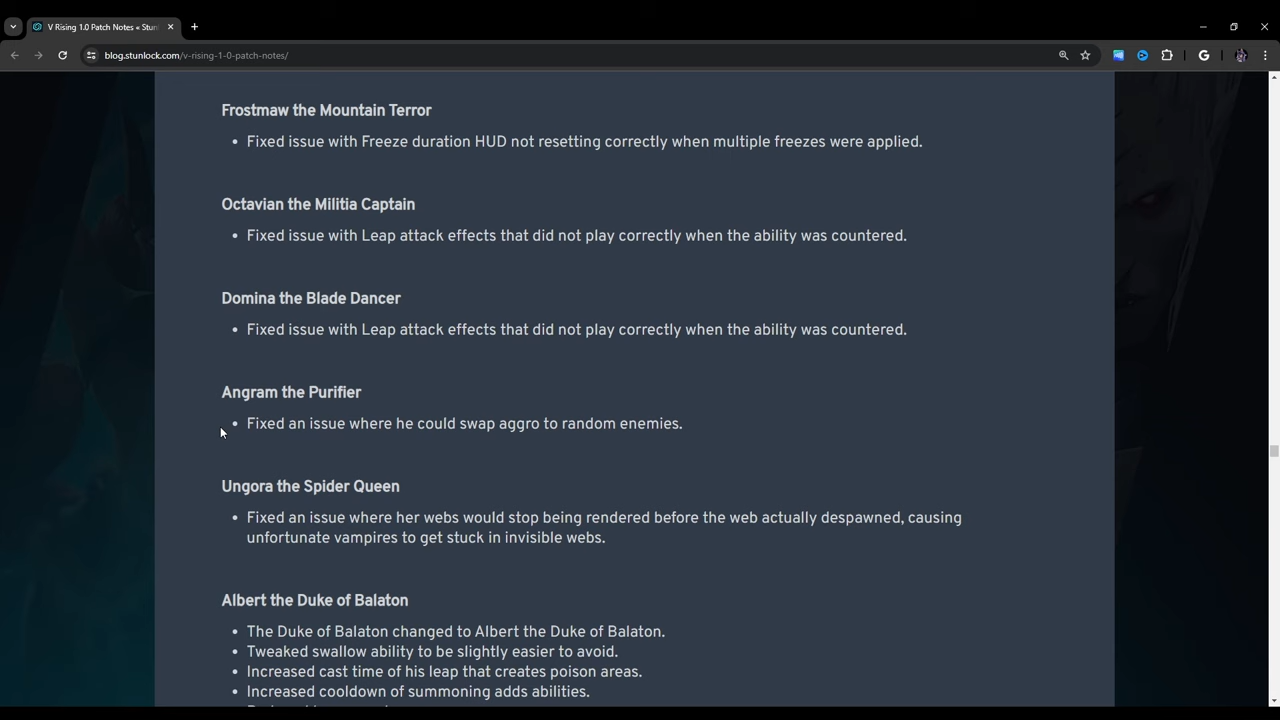 V Rising 1.0 Patch Notes « Stun
blog.stunlock.com/v-rising-1-0-patch-notes/
Frostmaw the Mountain Terror
• Fixed issue with Freeze duration HUD not resetting correctly when multiple freezes were applied.
Octavian the Militia Captain
• Fixed issue with Leap attack effects that did not play correctly when the ability was countered.
Domina the Blade Dancer
• Fixed issue with Leap attack effects that did not play correctly when the ability was countered.
Angram the Purifier
• Fixed an issue where he could swap aggro to random enemies.
Ungora the Spider Queen
• Fixed an issue where her webs would stop being rendered before the web actually despawned, causing
unfortunate vampires to get stuck in invisible webs.
Albert the Duke of Balaton
• The Duke of Balaton changed to Albert the Duke of Balaton.
• Tweaked swallow ability to be slightly easier to avoid.
• Increased cast time of his leap that creates poison areas.
• Increased cooldown of summoning adds abilities.